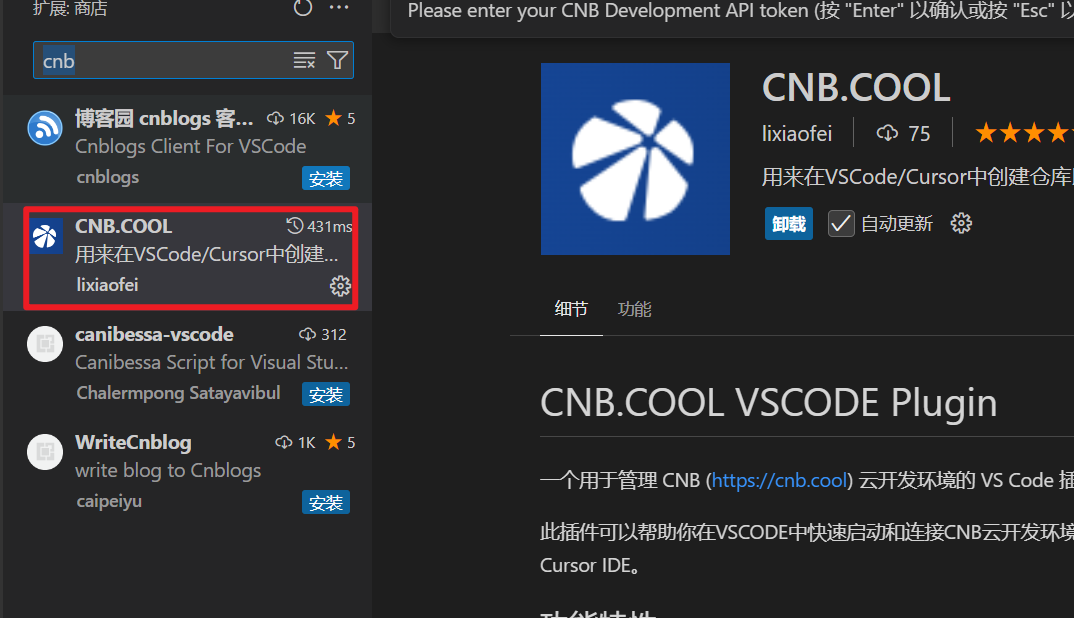 扩展: 商店
Please enter your CNB Development API token (按 "Enter" 以确认或按 "Esc" 以
cnb
博客园 cnblogs 客... 16K 5
Cnblogs Client For VSCode
cnblogs 安装
CNB.COOL 431ms
用来在VSCode/Cursor中创建...
lixiaofei
canibessa-vscode 312
Canibessa Script for Visual Stu...
Chalermpong Satayavibul 安装
WriteCnblog 1K 5
write blog to Cnblogs
caipeiyu 安装
CNB.COOL
lixiaofei 75
用来在VSCode/Cursor中创建仓库
卸载 自动更新
细节 功能
CNB.COOL VSCODE Plugin
一个用于管理 CNB (https://cnb.cool) 云开发环境的 VS Code 插
此插件可以帮助你在VSCODE中快速启动和连接CNB云开发环境
Cursor IDE。
功能特性